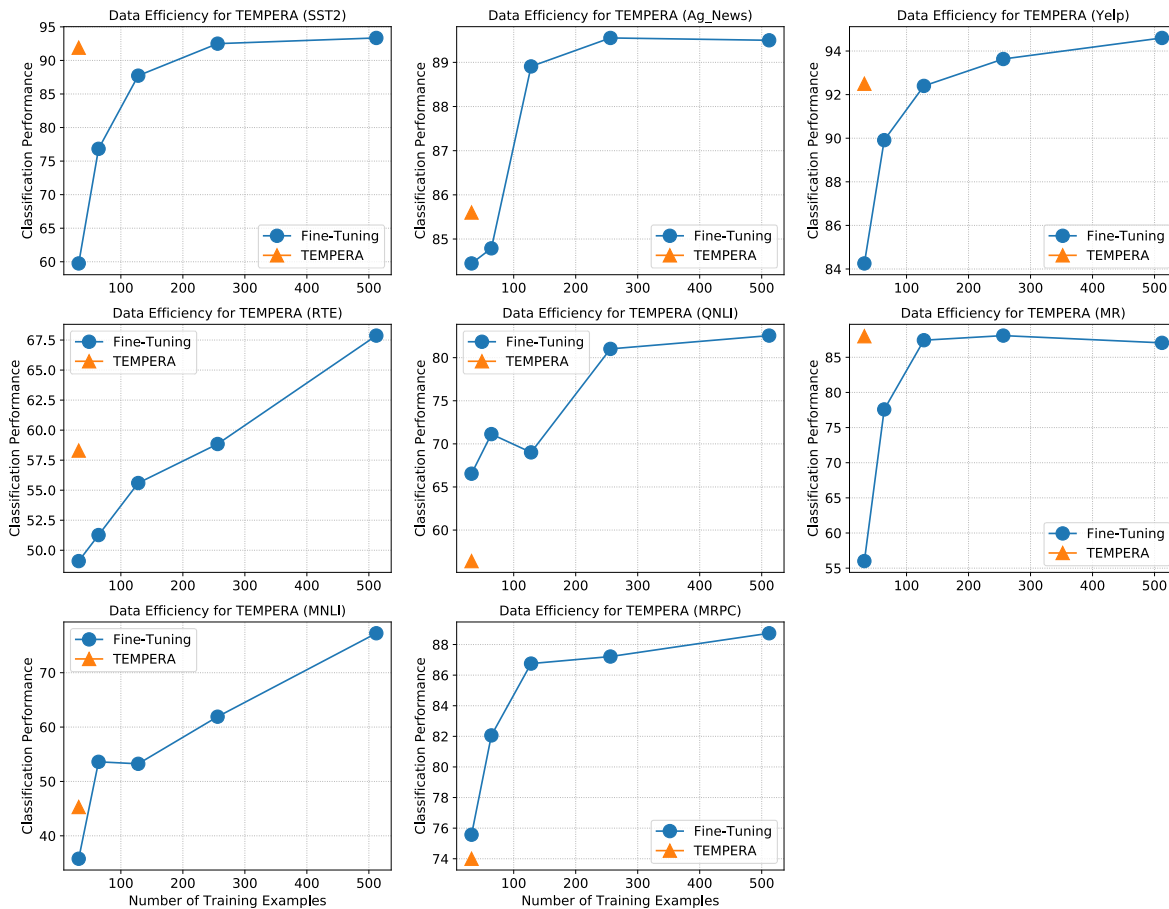 Data Efficiency for TEMPERA (SST2)
Classification Performance
95
90
85
80
75
70
65
60
100
200
300
400
500
Fine-Tuning
TEMPERA
Data Efficiency for TEMPERA (Ag_News)
Classification Performance
89
88
87
86
85
100
200
300
400
500
Fine-Tuning
TEMPERA
Data Efficiency for TEMPERA (Yelp)
Classification Performance
94
92
90
88
86
84
100
200
300
400
500
Fine-Tuning
TEMPERA
Data Efficiency for TEMPERA (RTE)
Classification Performance
67.5
65.0
62.5
60.0
57.5
55.0
52.5
50.0
100
200
300
400
500
Fine-Tuning
TEMPERA
Data Efficiency for TEMPERA (QNLI)
Classification Performance
80
75
70
65
60
100
200
300
400
500
Fine-Tuning
TEMPERA
Data Efficiency for TEMPERA (MR)
Classification Performance
85
80
75
70
65
60
55
100
200
300
400
500
Fine-Tuning
TEMPERA
Data Efficiency for TEMPERA (MNLI)
Classification Performance
70
60
50
40
100
200
300
400
500
Number of Training Examples
Fine-Tuning
TEMPERA
Data Efficiency for TEMPERA (MRPC)
Classification Performance
88
86
84
82
80
78
76
74
100
200
300
400
500
Number of Training Examples
Fine-Tuning
TEMPERA